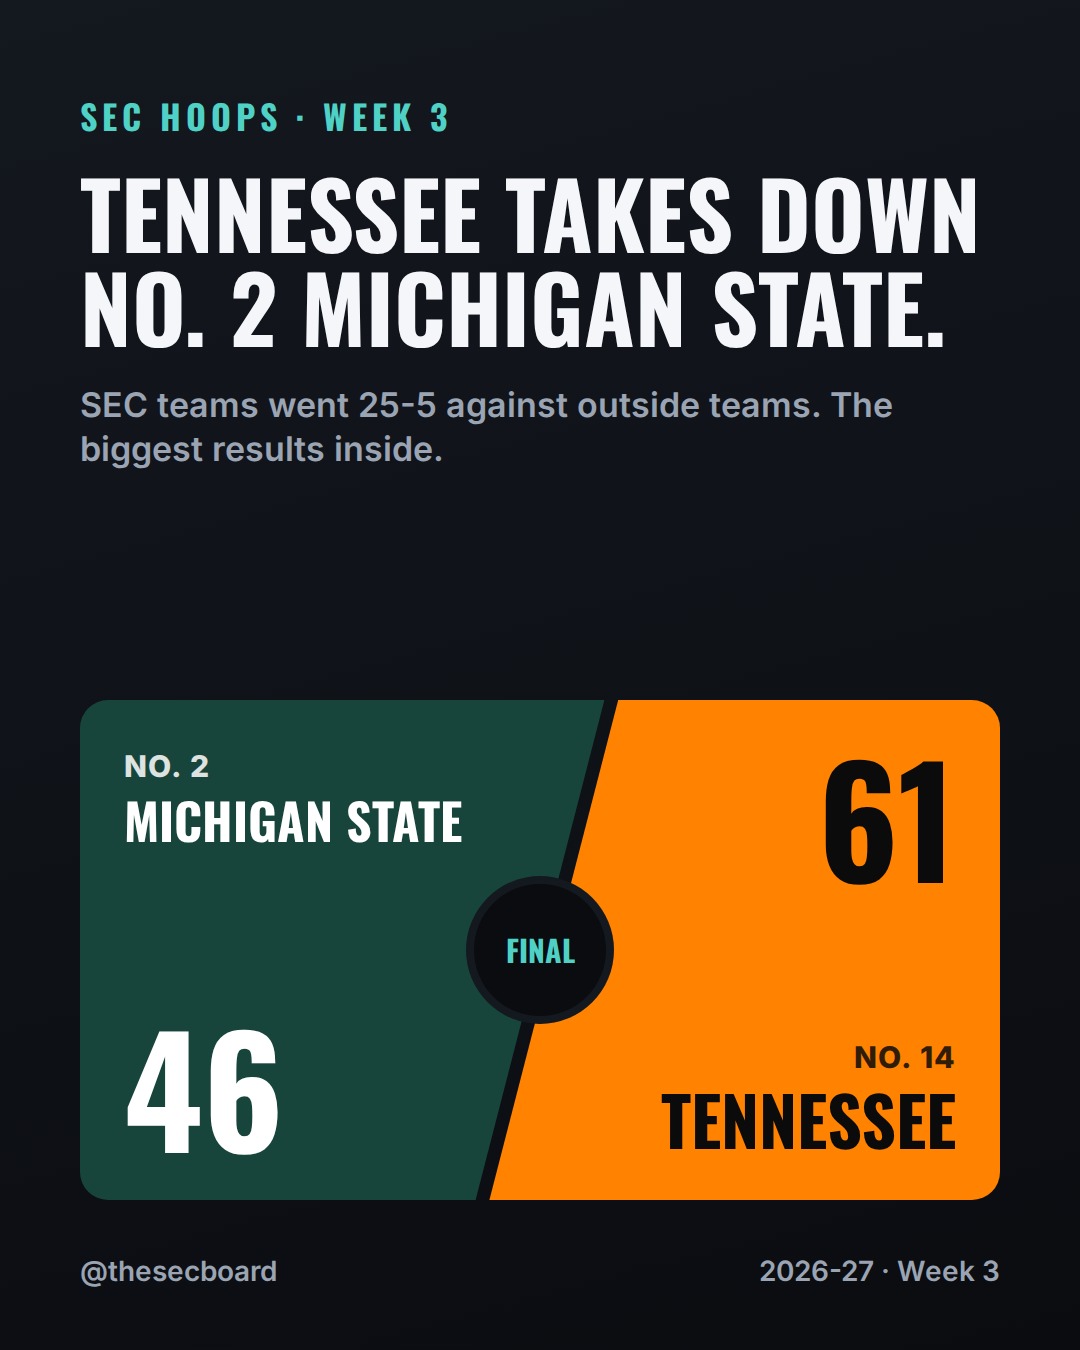 SEC HOOPS · WEEK 3
TENNESSEE TAKES DOWN
NO. 2 MICHIGAN STATE.
SEC teams went 25-5 against outside teams. The
biggest results inside.
NO. 2
MICHIGAN STATE
46
FINAL
61
NO. 14
TENNESSEE
@thesecboard
2026-27 · Week 3